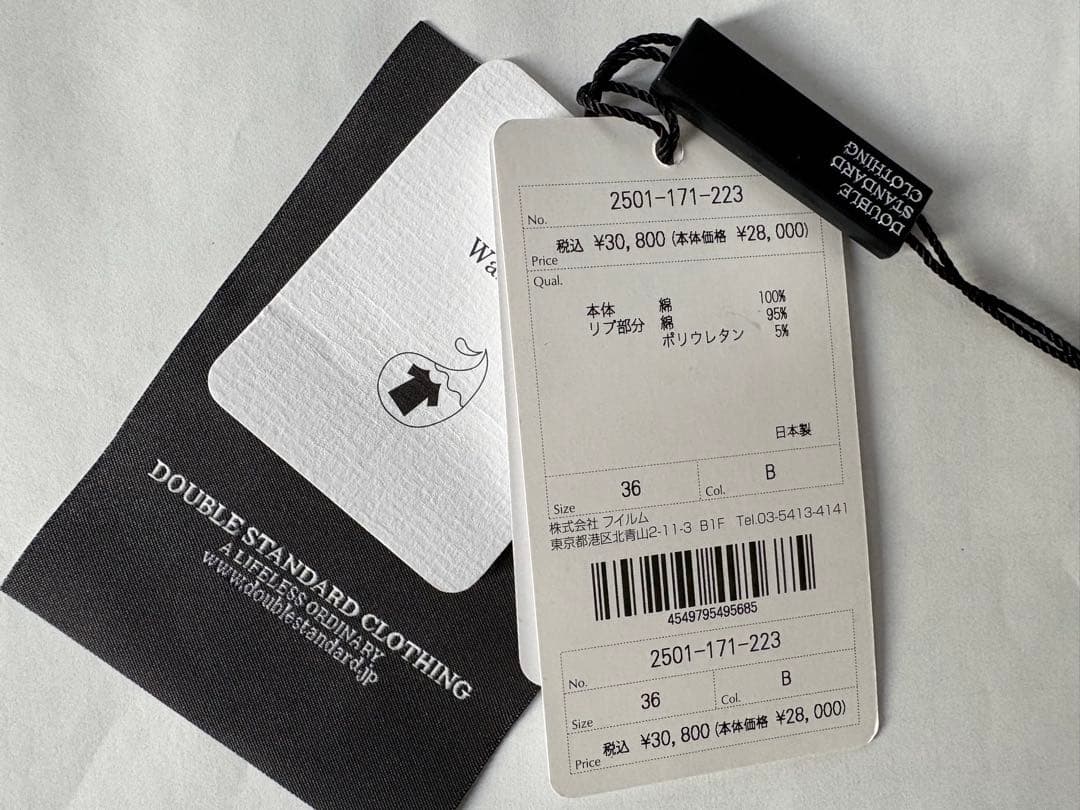 DOUBLE
STANDARD
CLOTHING
2501-171-223
No.
税込 ¥30,800 (本体価格 ¥28,000)
Price
Qual.
本体 綿 100%
リブ部分 綿 95%
ポリウレタン 5%
日本製
36
Size
B
Col.
株式会社 フイルム
東京都港区北青山2-11-3 B1F Tel.03-5413-4141
4549795495685
2501-171-223
No.
36
Size
B
Col.
税込 ¥30,800 (本体価格 ¥28,000)
Price
DOUBLE STANDARD CLOTHING
A LIFELESS ORDINARY
www.doublestandard.jp